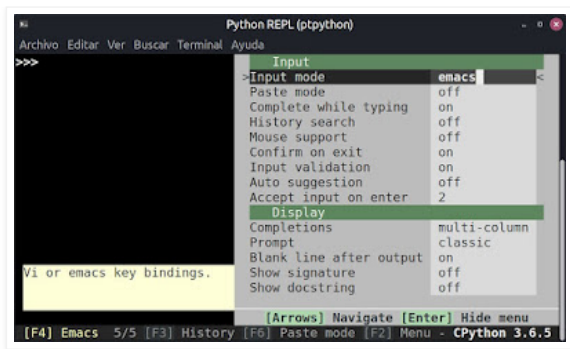 Python REPL (ptpython)
Archivo Editar Ver Buscar Terminal Ayuda
>>>
Input
>Input mode emacs <
Paste mode off
Complete while typing on
History search off
Mouse support off
Confirm on exit on
Input validation on
Auto suggestion off
Accept input on enter 2
Display
Completions multi-column
Prompt classic
Blank line after output on
Show signature off
Show docstring off
Vi or emacs key bindings.
[Arrows] Navigate [Enter] Hide menu
[F4] Emacs 5/5 [F3] History [F6] Paste mode [F2] Menu - CPython 3.6.5